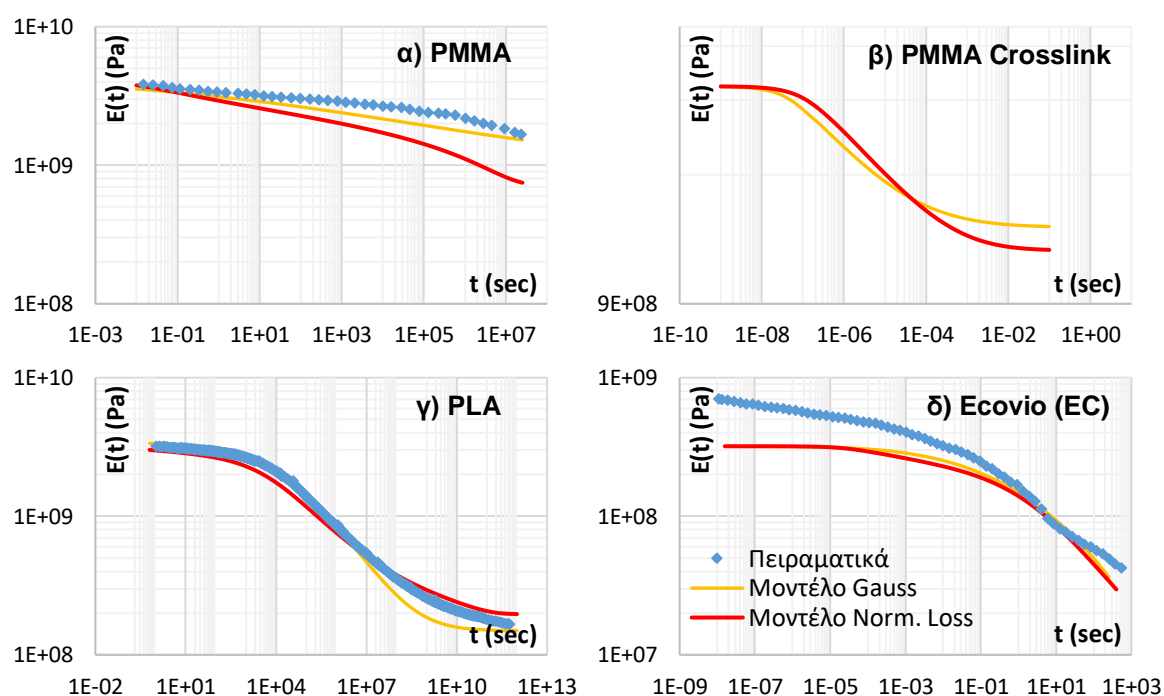 1E+10
α) PMMA
E(t) (Pa)
1E+09
t (sec)
1E+08
1E-03 1E-01 1E+01 1E+03 1E+05 1E+07
β) PMMA Crosslink
E(t) (Pa)
t (sec)
9E+08
1E-10 1E-08 1E-06 1E-04 1E-02 1E+00
1E+10
γ) PLA
E(t) (Pa)
1E+09
t (sec)
1E+08
1E-02 1E+01 1E+04 1E+07 1E+10 1E+13
1E+09
δ) Ecovio (EC)
E(t) (Pa)
1E+08
Πειραματικά
Μοντέλο Gauss
Μοντέλο Norm. Loss
t (sec)
1E+07
1E-09 1E-07 1E-05 1E-03 1E-01 1E+01 1E+03